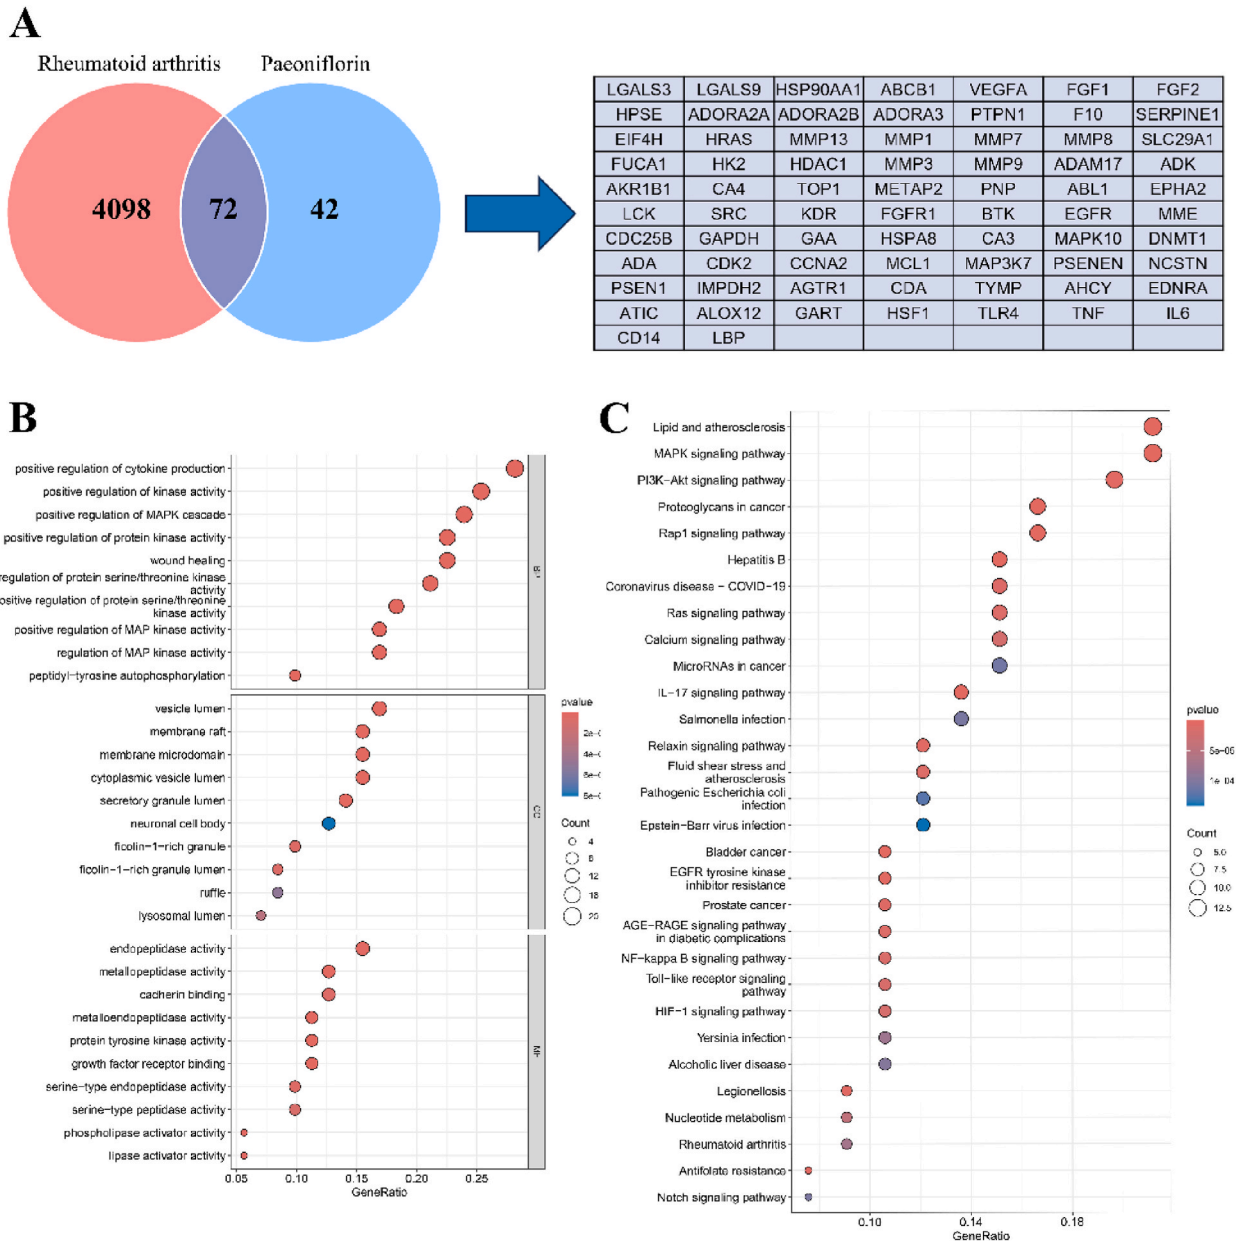 A
Rheumatoid arthritis
Paeoniflorin
4098
72
42
LGALS3 LGALS9 HSP90AA1 ABCB1 VEGFA FGF1 FGF2
HPSE ADORA2A ADORA2B ADORA3 PTPN1 F10 SERPINE1
EIF4H HRAS MMP13 MMP1 MMP7 MMP8 SLC29A1
FUCA1 HK2 HDAC1 MMP3 MMP9 ADAM17 ADK
AKR1B1 CA4 TOP1 METAP2 PNP ABL1 EPHA2
LCK SRC KDR FGFR1 BTK EGFR MME
CDC25B GAPDH GAA HSPA8 CA3 MAPK10 DNMT1
ADA CDK2 CCNA2 MCL1 MAP3K7 PSENEN NCSTN
PSEN1 IMPDH2 AGTR1 CDA TYMP AHCY EDNRA
ATIC ALOX12 GART HSF1 TLR4 TNF IL6
CD14 LBP
B
positive regulation of cytokine production
positive regulation of kinase activity
positive regulation of MAPK cascade
positive regulation of protein kinase activity
wound healing
regulation of protein serine/threonine kinase
activity
ositive regulation of protein serine/threonine
kinase activity
positive regulation of MAP kinase activity
regulation of MAP kinase activity
peptidyl−tyrosine autophosphorylation
vesicle lumen
membrane raft
membrane microdomain
cytoplasmic vesicle lumen
secretory granule lumen
neuronal cell body
ficolin−1−rich granule
ficolin−1−rich granule lumen
ruffle
lysosomal lumen
endopeptidase activity
metallopeptidase activity
cadherin binding
metalloendopeptidase activity
protein tyrosine kinase activity
growth factor receptor binding
serine−type endopeptidase activity
serine−type peptidase activity
phospholipase activator activity
lipase activator activity
0.05 0.10 0.15 0.20 0.25
GeneRatio
CC
pvalue
Count
4
8
12
16
20
C
Lipid and atherosclerosis
MAPK signaling pathway
PI3K−Akt signaling pathway
Proteoglycans in cancer
Rap1 signaling pathway
Hepatitis B
Coronavirus disease − COVID−19
Ras signaling pathway
Calcium signaling pathway
MicroRNAs in cancer
IL−17 signaling pathway
Salmonella infection
Relaxin signaling pathway
Fluid shear stress and
atherosclerosis
Pathogenic Escherichia coli
infection
Epstein−Barr virus infection
Bladder cancer
EGFR tyrosine kinase
inhibitor resistance
Prostate cancer
AGE−RAGE signaling pathway
in diabetic complications
NF−kappa B signaling pathway
Toll−like receptor signaling
pathway
HIF−1 signaling pathway
Yersinia infection
Alcoholic liver disease
Legionellosis
Nucleotide metabolism
Rheumatoid arthritis
Antifolate resistance
Notch signaling pathway
0.10 0.14 0.18
GeneRatio
pvalue
5e−05
1e−04
Count
5.0
7.5
10.0
12.5